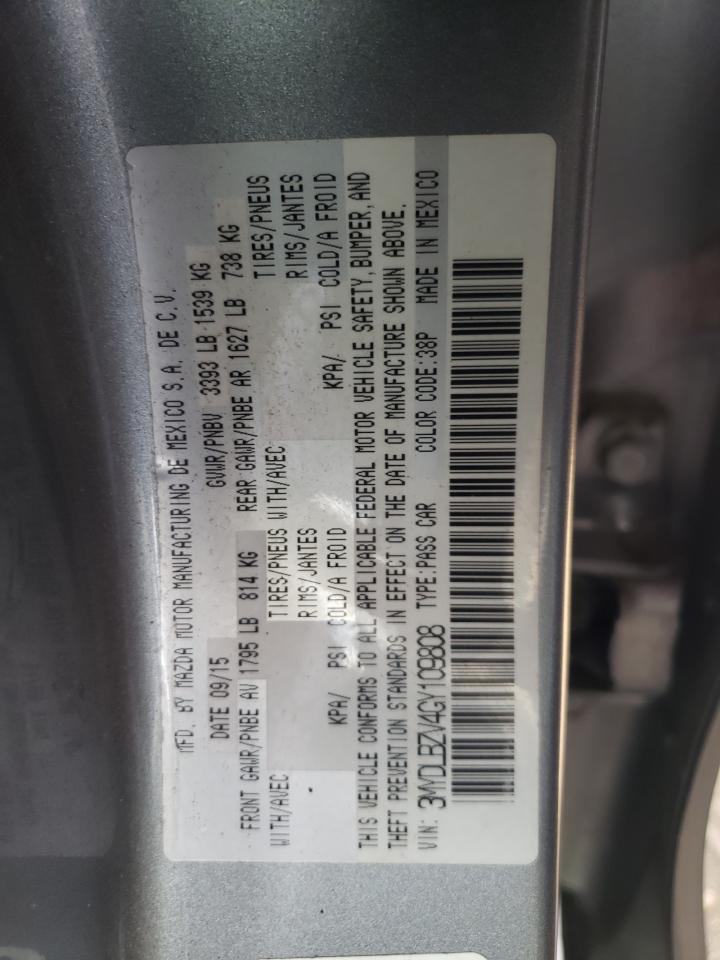 MFD. BY MAZDA MOTOR MANUFACTURING DE MEXICO S.A. DE C.V.
DATE 09/15 GVWR/PNBV 3393 LB 1539 KG
FRONT GAWR/PNBE AV 1795 LB 814 KG REAR GAWR/PNBE AR 1627 LB 738 KG
WITH/AVEC TIRES/PNEUS WITH/AVEC TIRES/PNEUS
RIMS/JANTES RIMS/JANTES
KPA/ PSI COLD/A FROID KPA/ PSI COLD/A FROID
THIS VEHICLE CONFORMS TO ALL APPLICABLE FEDERAL MOTOR VEHICLE SAFETY, BUMPER, AND
THEFT PREVENTION STANDARDS IN EFFECT ON THE DATE OF MANUFACTURE SHOWN ABOVE.
VIN: 3MYDLBZV4GY109808 TYPE:PASS CAR COLOR CODE:38P MADE IN MEXICO